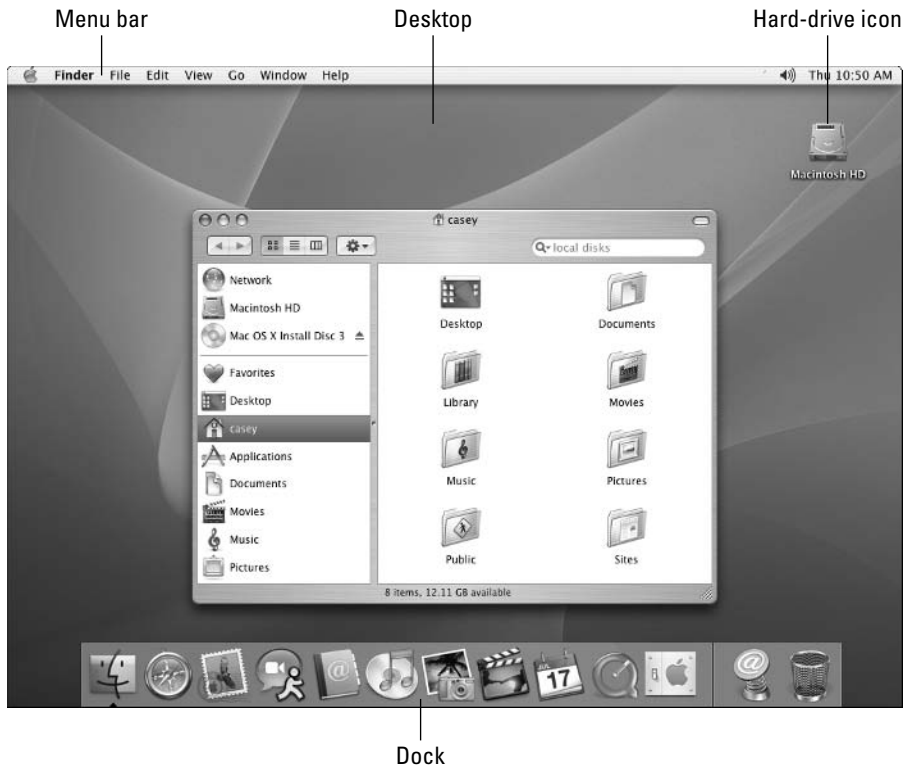 Menu bar
Desktop
Hard-drive icon
Finder File Edit View Go Window Help
Thu 10:50 AM
Macintosh HD
casey
local disks
Network
Macintosh HD
Mac OS X Install Disc 3
Favorites
Desktop
casey
Applications
Documents
Movies
Music
Pictures
Desktop
Documents
Library
Movies
Music
Pictures
Public
Sites
8 items, 12.11 GB available
@
JUL
17
@
Dock